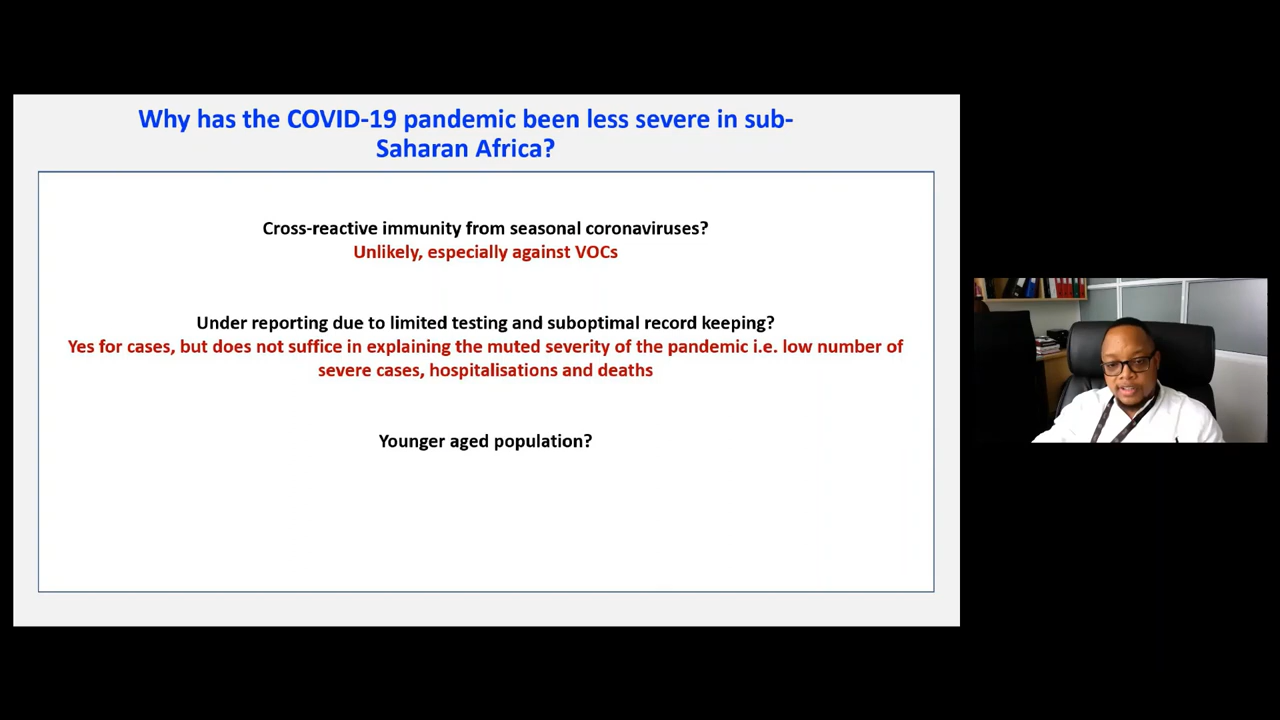 Why has the COVID-19 pandemic been less severe in sub-
Saharan Africa?
Cross-reactive immunity from seasonal coronaviruses?
Unlikely, especially against VOCs
Under reporting due to limited testing and suboptimal record keeping?
Yes for cases, but does not suffice in explaining the muted severity of the pandemic i.e. low number of
severe cases, hospitalisations and deaths
Younger aged population?